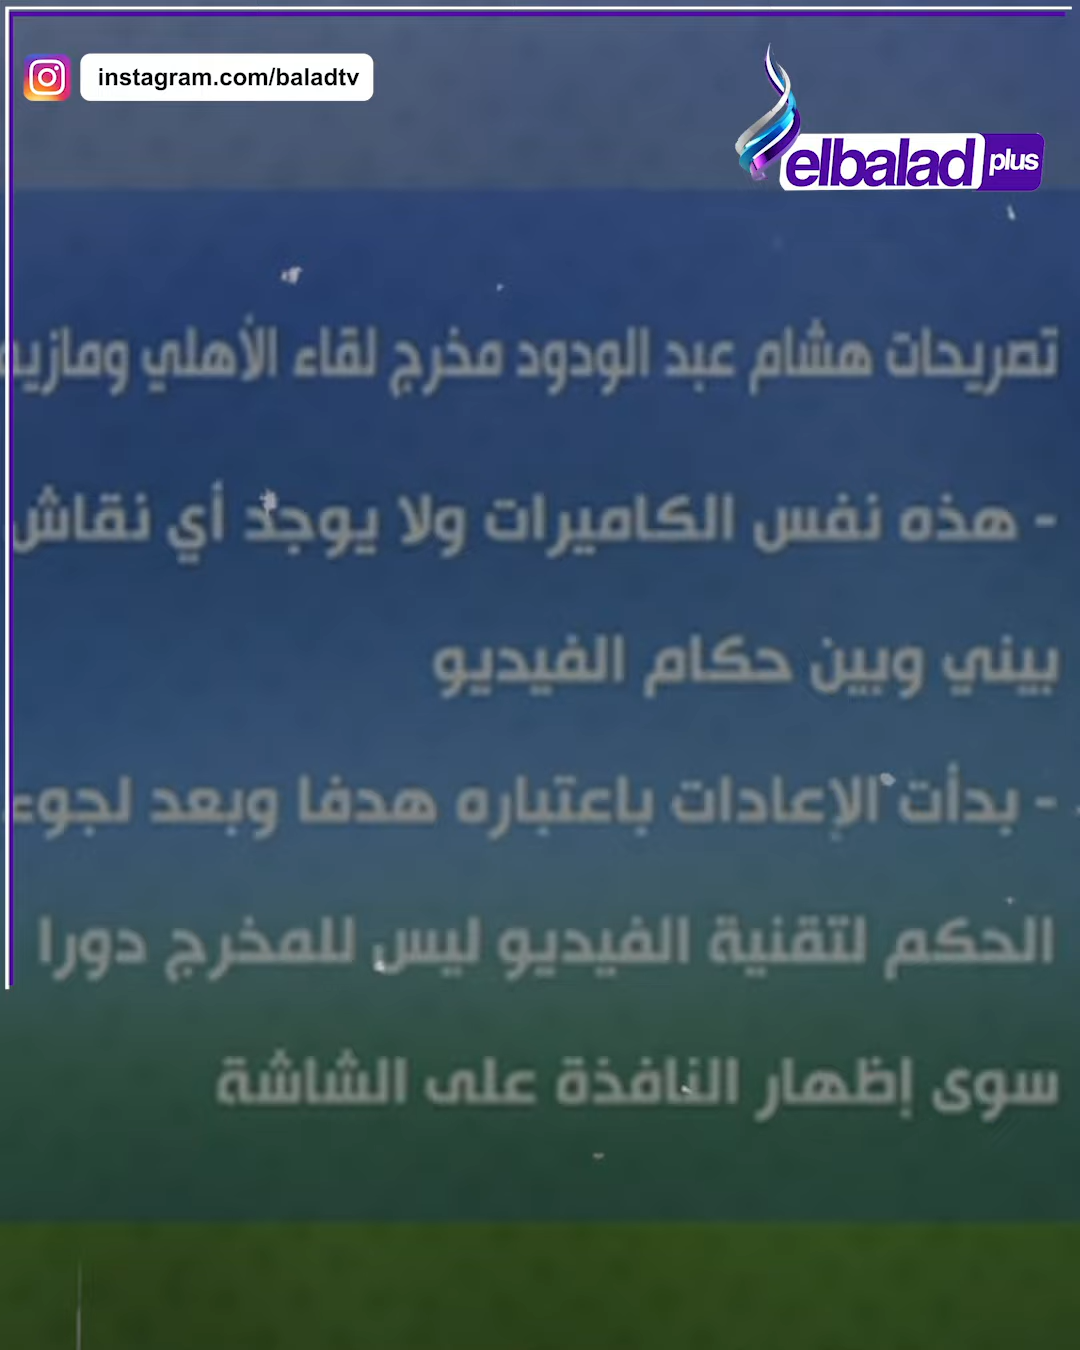 instagram.com/baladtv
elbalad plus
تصريحات هشام عبد الودود مخرج لقاء الأهلي
- هذه نفس الكاميرات ولا يوجد أي نقاش
بيني وبين حكام الفيديو
- بدأت الإعادات باعتباره هدفا وبعد لجوء
الحكم لتقنية الفيديو ليس للمخرج دورا
سوى إظهار النافذة على الشاشة